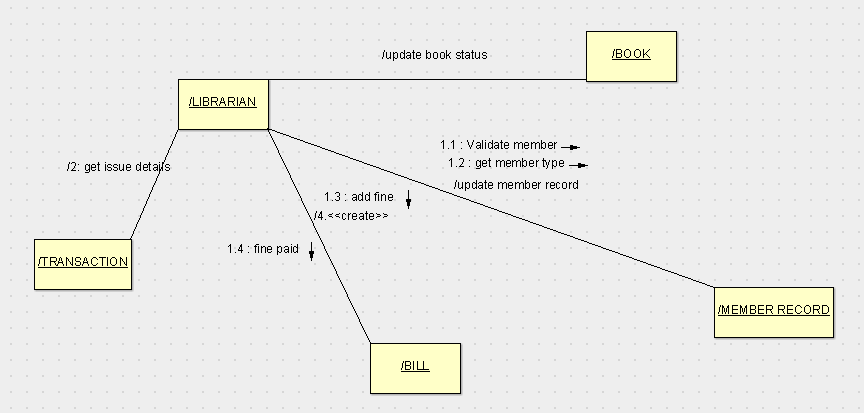 /update book status
/BOOK
/LIBRARIAN
1.1 : Validate member
1.2 : get member type
/2: get issue details
/update member record
1.3 : add fine
/4.<<create>>
1.4 : fine paid
/TRANSACTION
/MEMBER RECORD
/BILL